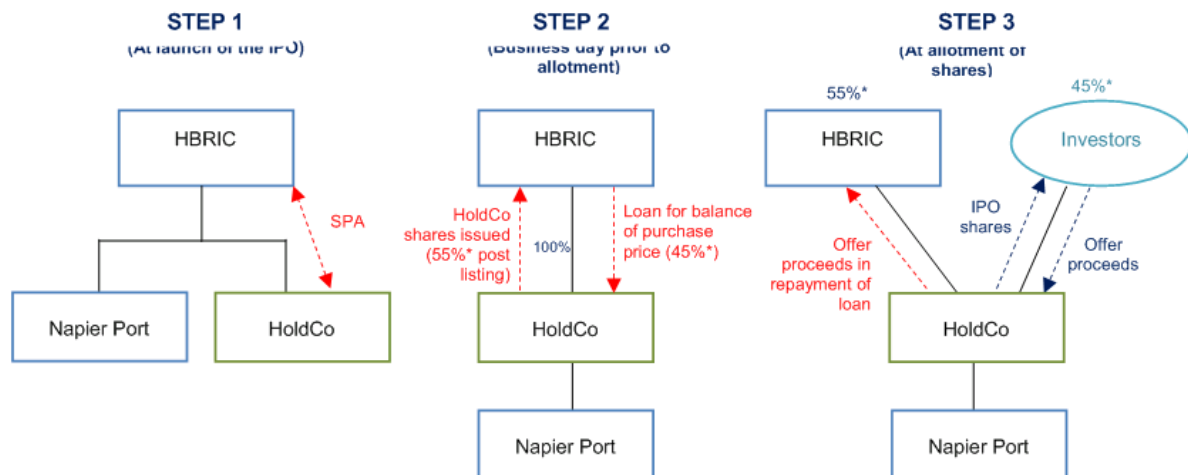 STEP 1
(At launch of the IPO)
HBRIC
SPA
Napier Port
HoldCo
STEP 2
(Business day prior to
allotment)
HBRIC
HoldCo
shares issued
(55%* post
listing)
100%
Loan for balance
of purchase
price (45%*)
HoldCo
Napier Port
STEP 3
(At allotment of
shares)
55%*
HBRIC
45%*
Investors
IPO
shares
Offer
proceeds
Offer
proceeds in
repayment of
loan
HoldCo
Napier Port